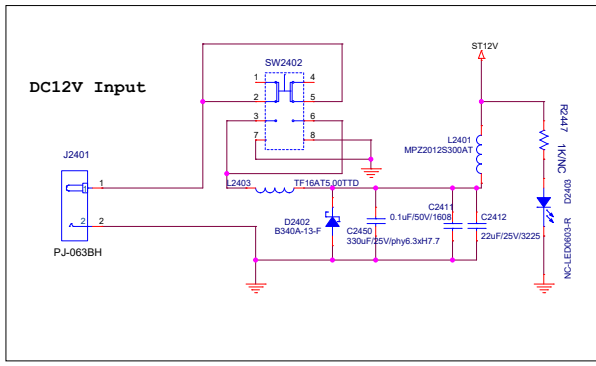 ST12V
SW2402
1
4
DC12V Input
2
5
3
6
7
8
R2447
1K/NC
L2401
MPZ2012S300AT
J2401
1
L2403
TF16AT5.00TTD
D2403
NC-LED0603-R
C2411
0.1uF/50V/1608
C2412
22uF/25V/3225
D2402
B340A-13-F
C2450
330uF/25V/phy6.3xH7.7
2
2
PJ-063BH